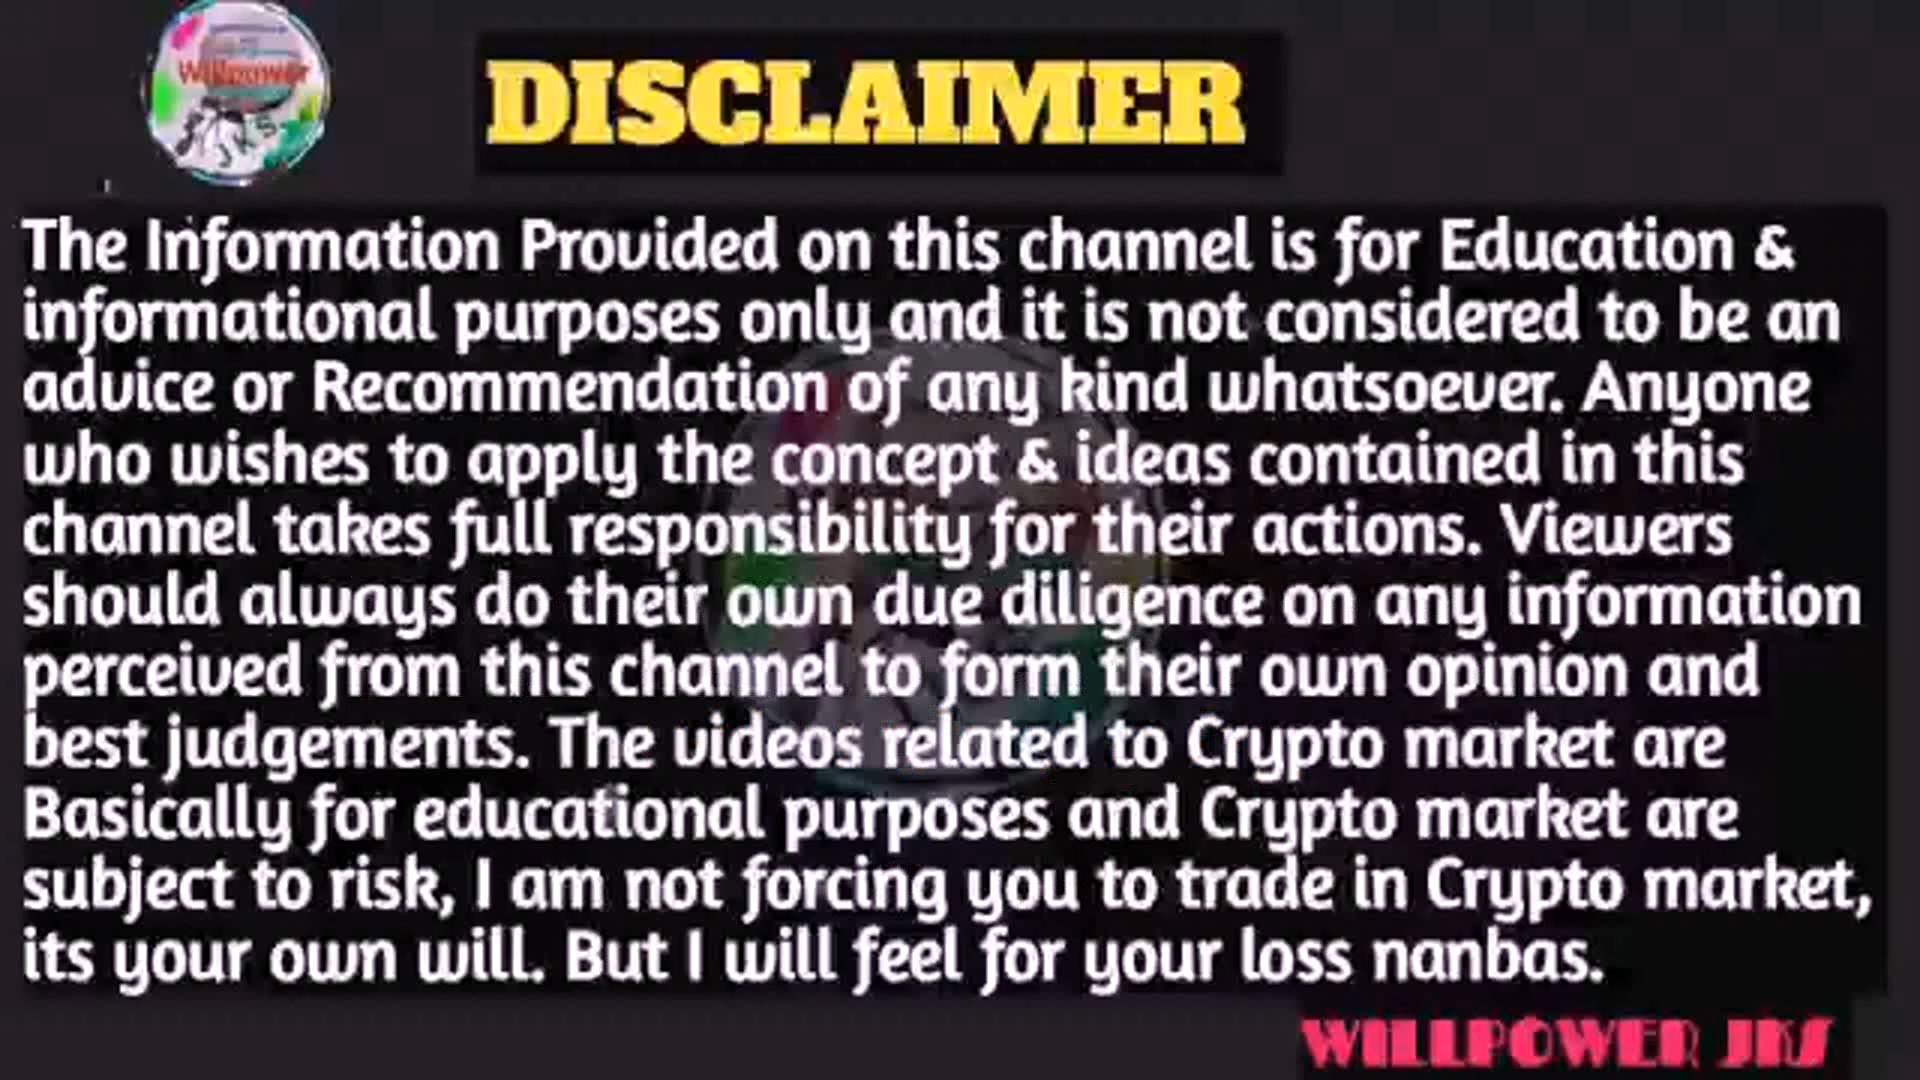 Willpower
JKS
DISCLAIMER
The Information Provided on this channel is for Education &
informational purposes only and it is not considered to be an
advice or Recommendation of any kind whatsoever. Anyone
who wishes to apply the concept & ideas contained in this
channel takes full responsibility for their actions. Viewers
should always do their own due diligence on any information
perceived from this channel to form their own opinion and
best judgements. The videos related to Crypto market are
Basically for educational purposes and Crypto market are
subject to risk, I am not forcing you to trade in Crypto market,
its your own will. But I will feel for your loss nanbas.
WILLPOWER JKS